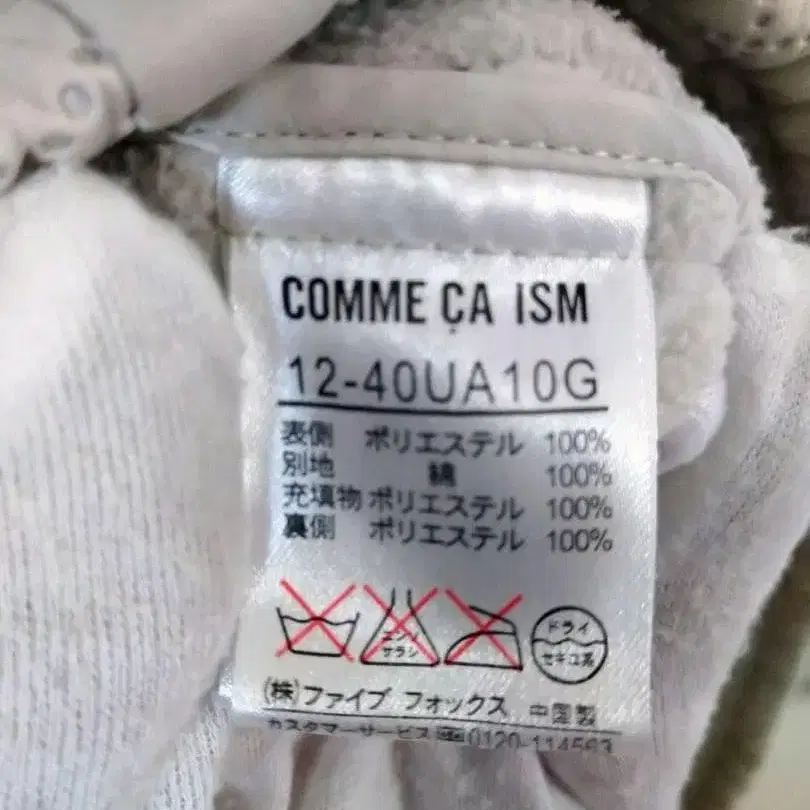 COMME ÇA ISM
12-40UA10G
表側 ポリエステル 100%
別地 綿 100%
充填物 ポリエステル 100%
裏側 ポリエステル 100%
エンソ サラシ ドライ セキユ系
(株)ファイブ フォックス 中国製
カスタマーサービス 0120-114563